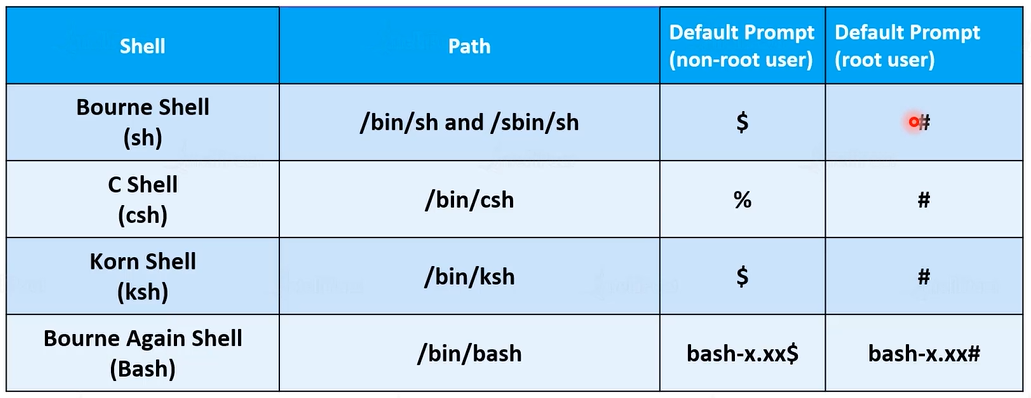 Shell
Path
Default Prompt
(non-root user)
Default Prompt
(root user)
Bourne Shell
(sh)
/bin/sh and /sbin/sh
$
#
C Shell
(csh)
/bin/csh
%
#
Korn Shell
(ksh)
/bin/ksh
$
#
Bourne Again Shell
(Bash)
/bin/bash
bash-x.xx$
bash-x.xx#